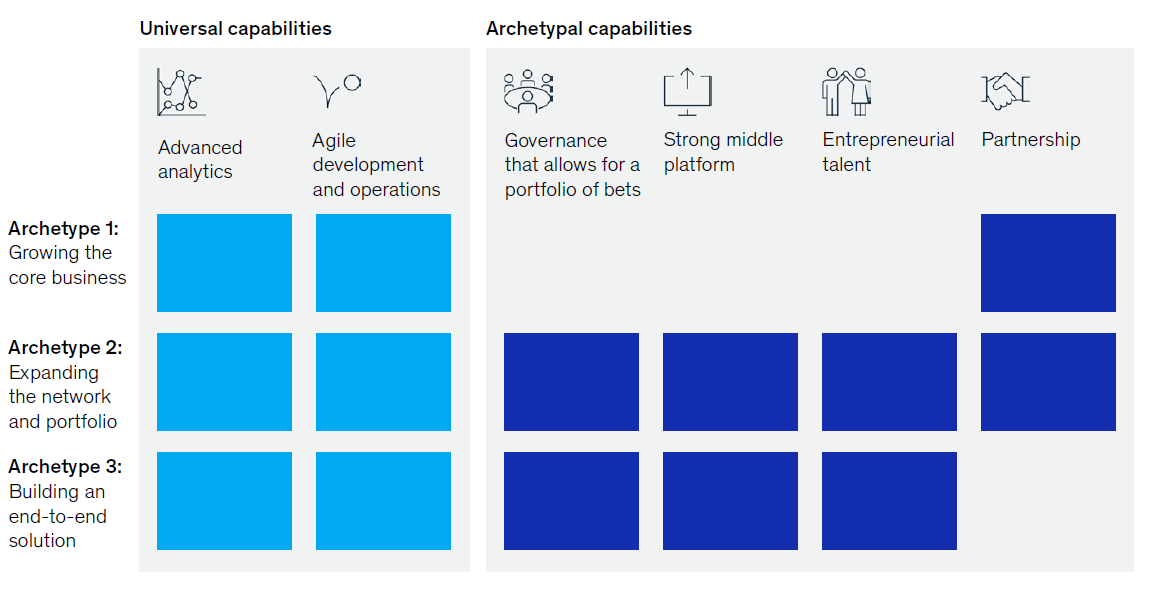 Universal capabilities
Archetypal capabilities
Advanced
analytics
Agile
development
and operations
Governance
that allows for a
portfolio of bets
Strong middle
platform
Entrepreneurial
talent
Partnership
Archetype 1:
Growing the
core business
Archetype 2:
Expanding
the network
and portfolio
Archetype 3:
Building an
end-to-end
solution